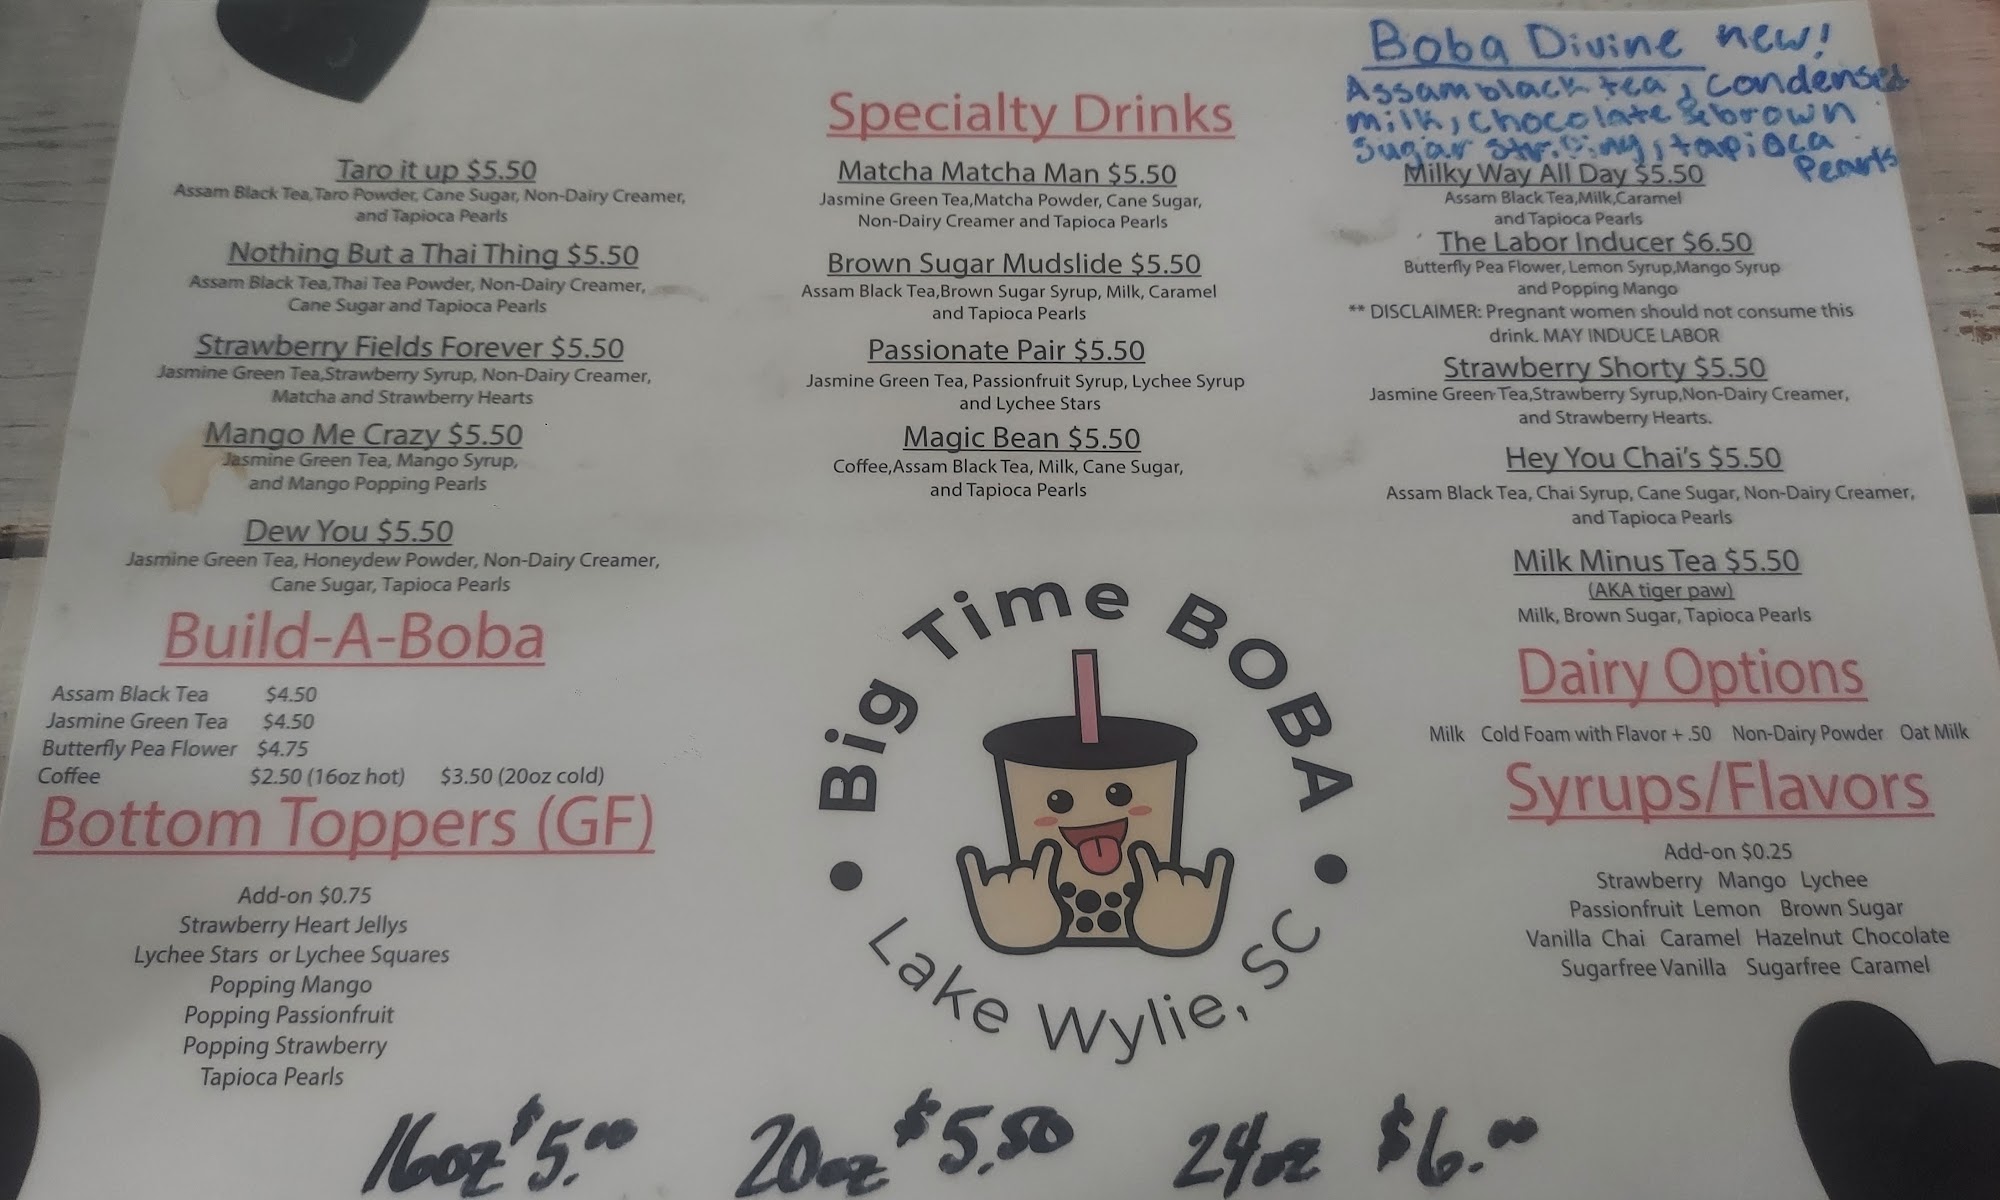 Boba Divine new!
Assam black tea, condensed
milk, chocolate & brown
sugar
tapioca
pearls
Specialty Drinks
Taro it up $5.50
Assam Black Tea,Taro Powder, Cane Sugar, Non-Dairy Creamer,
and Tapioca Pearls
Nothing But a Thai Thing $5.50
Assam Black Tea,Thai Tea Powder, Non-Dairy Creamer,
Cane Sugar and Tapioca Pearls
Strawberry Fields Forever $5.50
Jasmine Green Tea,Strawberry Syrup, Non-Dairy Creamer,
Matcha and Strawberry Hearts
Mango Me Crazy $5.50
Jasmine Green Tea, Mango Syrup,
and Mango Popping Pearls
Dew You $5.50
Jasmine Green Tea, Honeydew Powder, Non-Dairy Creamer,
Cane Sugar, Tapioca Pearls
Matcha Matcha Man $5.50
Jasmine Green Tea,Matcha Powder, Cane Sugar,
Non-Dairy Creamer and Tapioca Pearls
Brown Sugar Mudslide $5.50
Assam Black Tea,Brown Sugar Syrup, Milk, Caramel
and Tapioca Pearls
Passionate Pair $5.50
Jasmine Green Tea, Passionfruit Syrup, Lychee Syrup
and Lychee Stars
Magic Bean $5.50
Coffee,Assam Black Tea, Milk, Cane Sugar,
and Tapioca Pearls
Milky Way All Day $5.50
Assam Black Tea,Milk,Caramel
and Tapioca Pearls
The Labor Inducer $6.50
Butterfly Pea Flower, Lemon Syrup,Mango Syrup
and Popping Mango
** DISCLAIMER: Pregnant women should not consume this
drink. MAY INDUCE LABOR
Strawberry Shorty $5.50
Jasmine Green Tea,Strawberry Syrup,Non-Dairy Creamer,
and Strawberry Hearts.
Hey You Chai's $5.50
Assam Black Tea, Chai Syrup, Cane Sugar, Non-Dairy Creamer,
and Tapioca Pearls
Milk Minus Tea $5.50
(AKA tiger paw)
Milk, Brown Sugar, Tapioca Pearls
Build-A-Boba
Assam Black Tea $4.50
Jasmine Green Tea $4.50
Butterfly Pea Flower $4.75
Coffee $2.50 (16oz hot) $3.50 (20oz cold)
Bottom Toppers (GF)
Add-on $0.75
Strawberry Heart Jellys
Lychee Stars or Lychee Squares
Popping Mango
Popping Passionfruit
Popping Strawberry
Tapioca Pearls
Big Time BOBA
Lake Wylie, SC
Dairy Options
Milk Cold Foam with Flavor + .50 Non-Dairy Powder Oat Milk
Syrups/Flavors
Add-on $0.25
Strawberry Mango Lychee
Passionfruit Lemon Brown Sugar
Vanilla Chai Caramel Hazelnut Chocolate
Sugarfree Vanilla Sugarfree Caramel
16oz $5.00 20oz $5.50 24oz $6.00